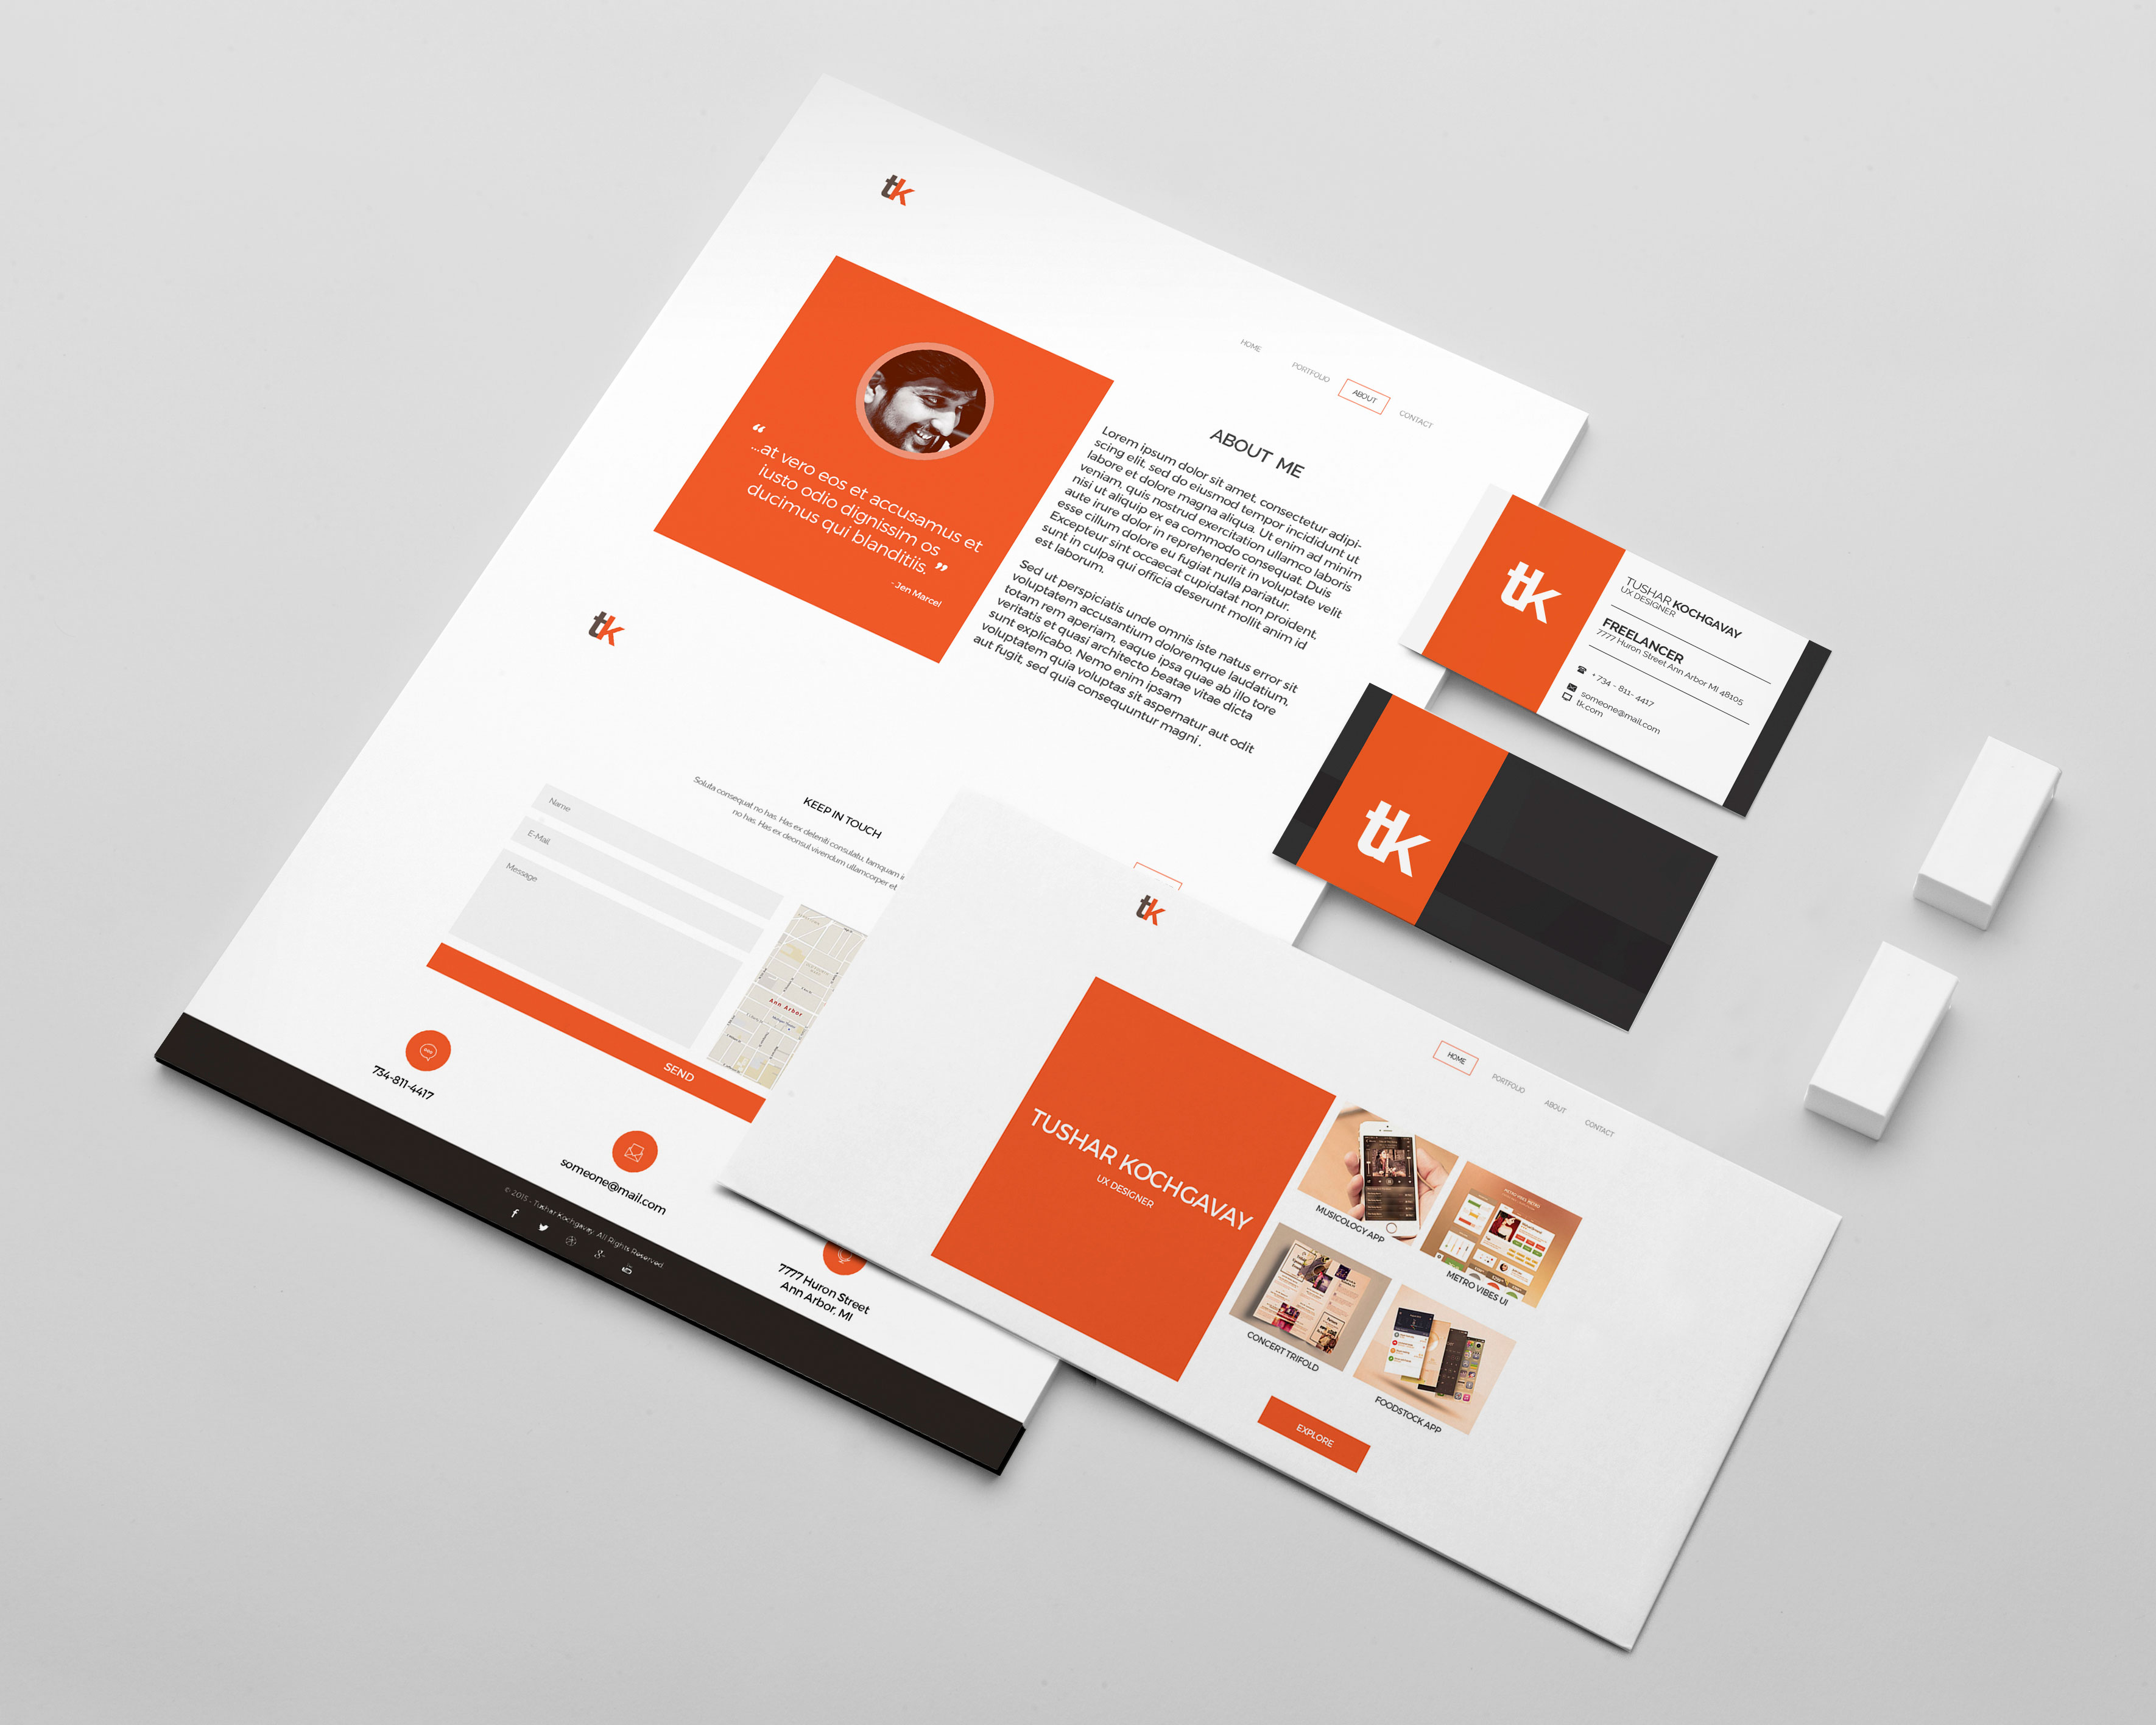 tk
HOME
PORTFOLIO
ABOUT
CONTACT
“
...at vero eos et accusamus et
iusto odio dignissim os
ducimus qui blanditiis. ”
- Jen Marcel
ABOUT ME
Lorem ipsum dolor sit amet, consectetur adipi-
scing elit, sed do eiusmod tempor incididunt ut
labore et dolore magna aliqua. Ut enim ad minim
veniam, quis nostrud exercitation ullamco laboris
nisi ut aliquip ex ea commodo consequat. Duis
aute irure dolor in reprehenderit in voluptate velit
esse cillum dolore eu fugiat nulla pariatur.
Excepteur sint occaecat cupidatat non proident,
sunt in culpa qui officia deserunt mollit anim id
est laborum.
Sed ut perspiciatis unde omnis iste natus error sit
voluptatem accusantium doloremque laudatium,
totam rem aperiam, eaque ipsa quae ab illo tore
veritatis et quasi architecto beatae vitae dicta
sunt explicabo. Nemo enim ipsam
voluptatem quia voluptas sit aspernatur aut odit
aut fugit, sed quia consequuntur magni .
tk
KEEP IN TOUCH
Soluta consequat no has. Has ex deleniti consulatu, tamquam
no has. Has ex deonsul vivendum ullamcorper et
Name
E-Mail
Message
Ann Arbor
SEND
734-811-4417
someone@mail.com
7777 Huron Street
Ann Arbor, MI
© 2015 - Tushar Kochgavay. All Rights Reserved
tk
TUSHAR KOCHGAVAY
UX DESIGNER
FREELANCER
7777 Huron Street Ann Arbor MI 48105
+ 734 - 811- 4417
someone@mail.com
tk.com
tk
tk
HOME
PORTFOLIO
ABOUT
CONTACT
TUSHAR KOCHGAVAY
UX DESIGNER
MUSICOLOGY APP
METRO VIBES UI
CONCERT TRIFOLD
FOODSTOCK APP
EXPLORE